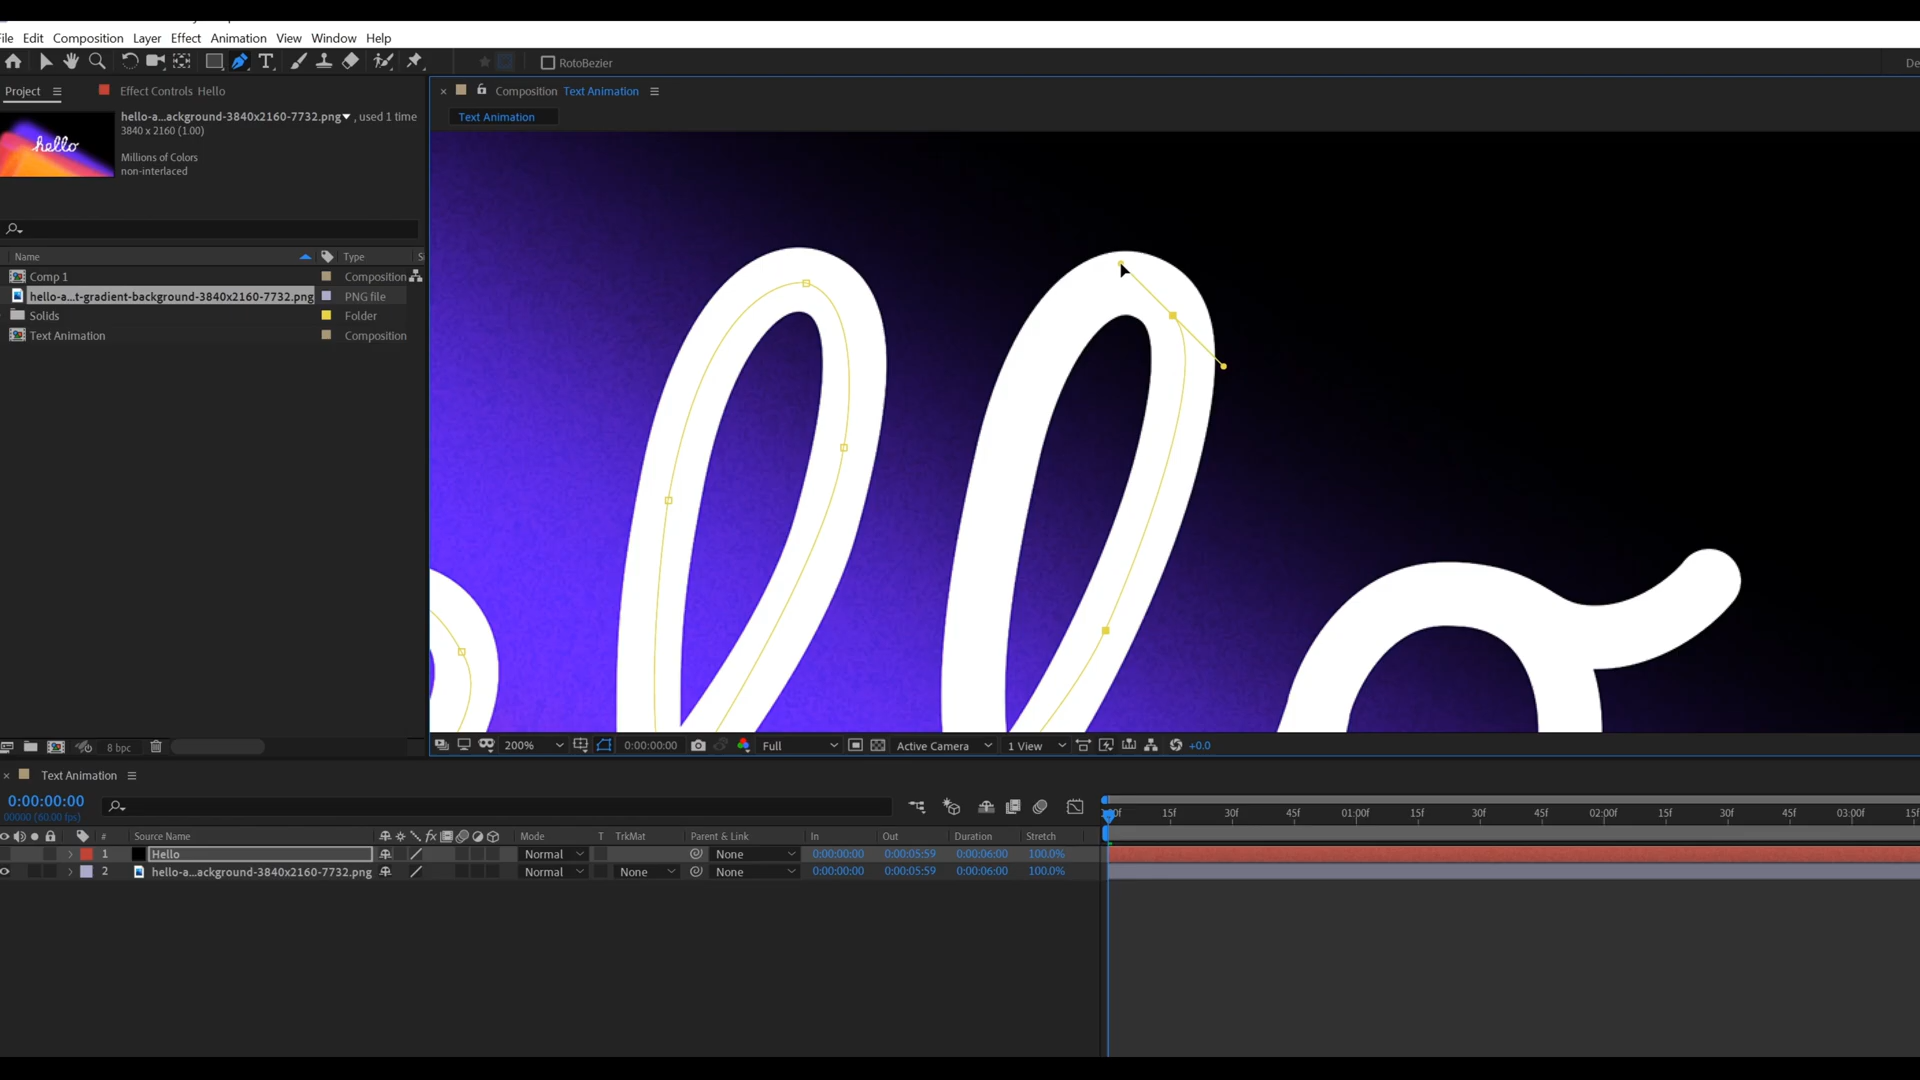 File Edit Composition Layer Effect Animation View Window Help
RotoBezier
De
Project
Effect Controls Hello
Composition Text Animation
Text Animation
hello-a...ackground-3840x2160-7732.png , used 1 time
3840 x 2160 (1.00)
Millions of Colors
non-interlaced
hello
Name Type S
Comp 1 Composition
hello-a...t-gradient-background-3840x2160-7732.png PNG file
Solids Folder
Text Animation Composition
8 bpc
200% 0:00:00:00 Full Active Camera 1 View +0.0
Text Animation
0:00:00:00
00000 (60.00 fps)
:00f 15f 30f 45f 01:00f 15f 30f 45f 02:00f 15f 30f 45f 03:00f 15f
# Source Name fx Mode T TrkMat Parent & Link In Out Duration Stretch
1 Hello Normal None 0:00:00:00 0:00:05:59 0:00:06:00 100.0%
2 hello-a...ackground-3840x2160-7732.png Normal None None 0:00:00:00 0:00:05:59 0:00:06:00 100.0%